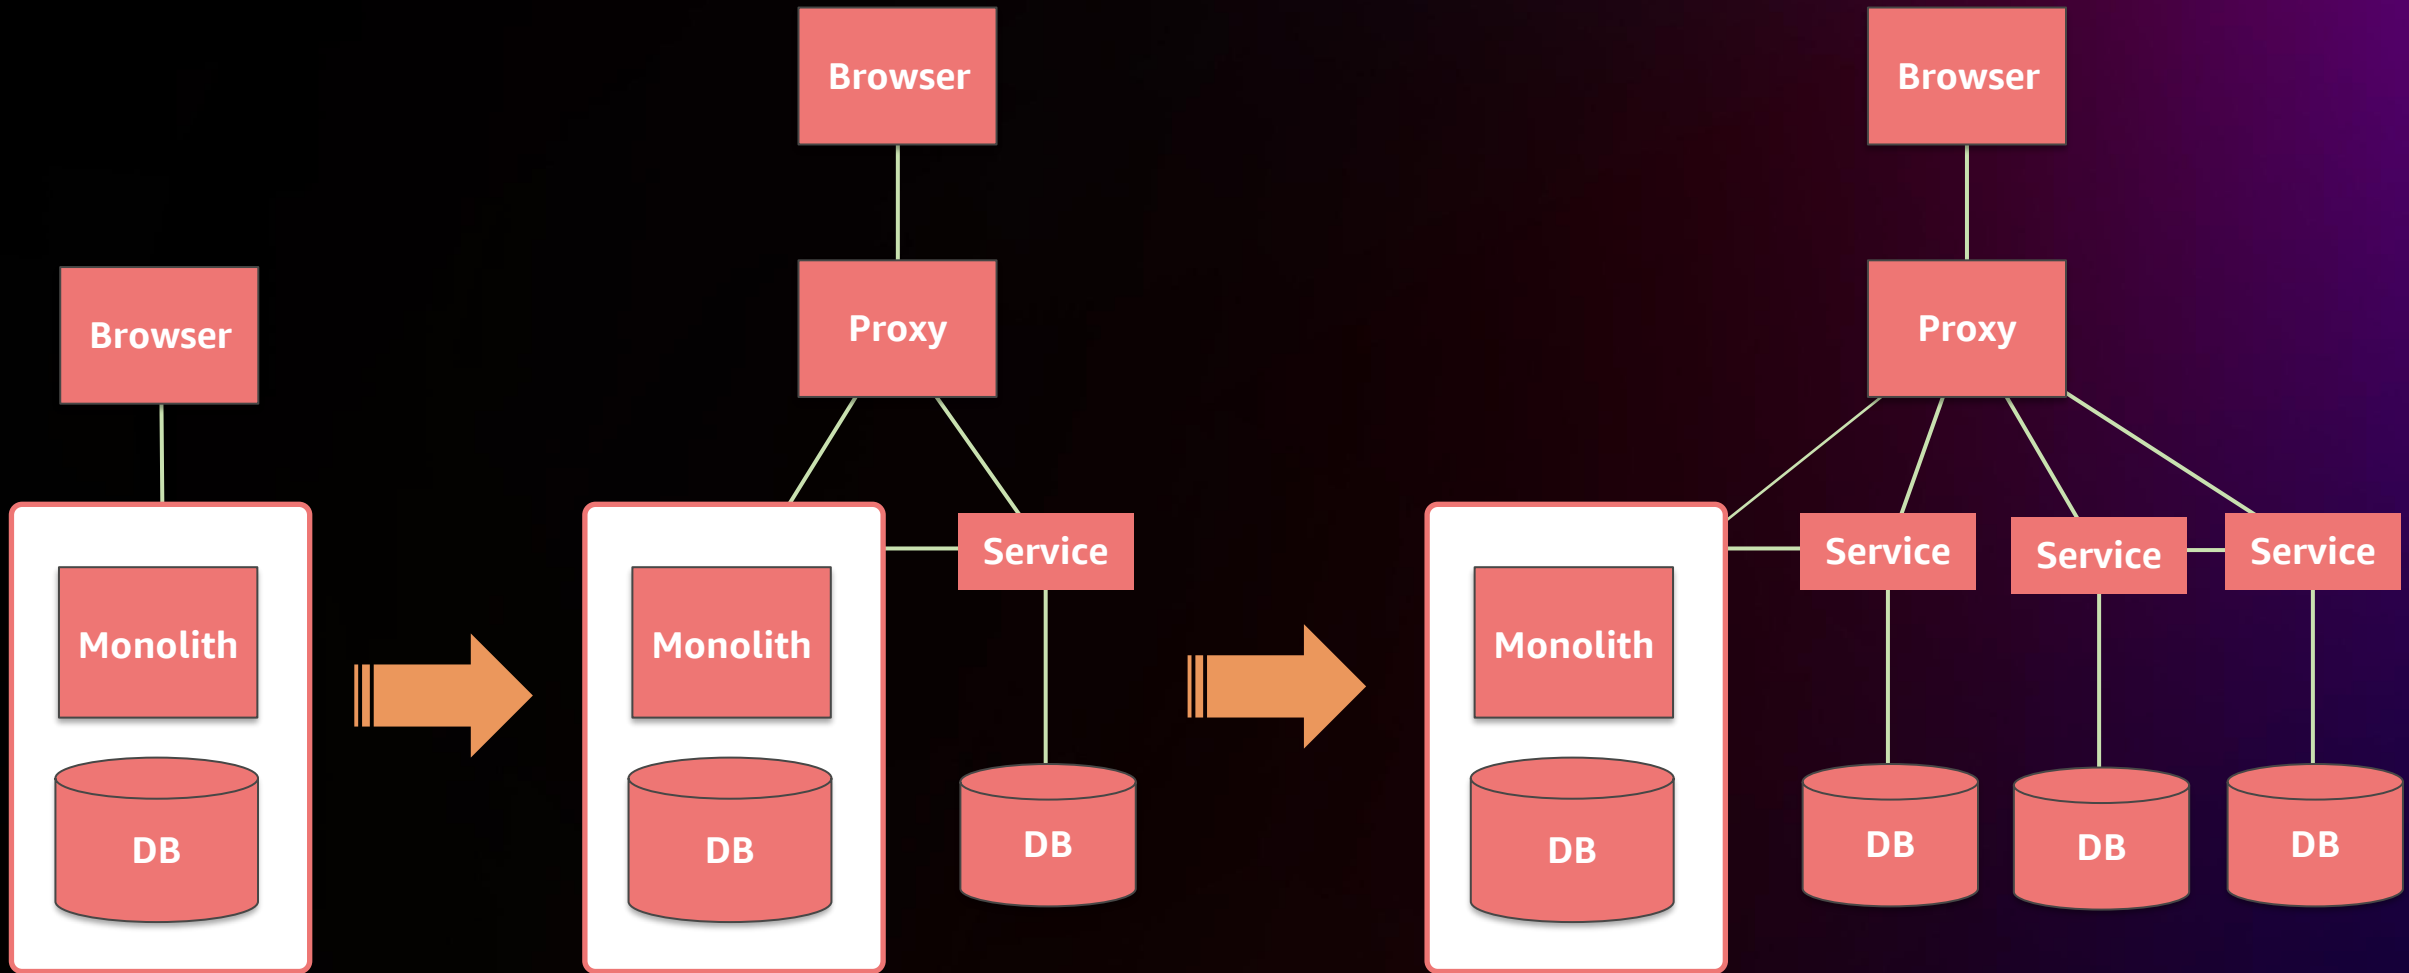 Browser
Monolith
DB
Browser
Proxy
Monolith
DB
Service
DB
Browser
Proxy
Monolith
DB
Service
DB
Service
DB
Service
DB